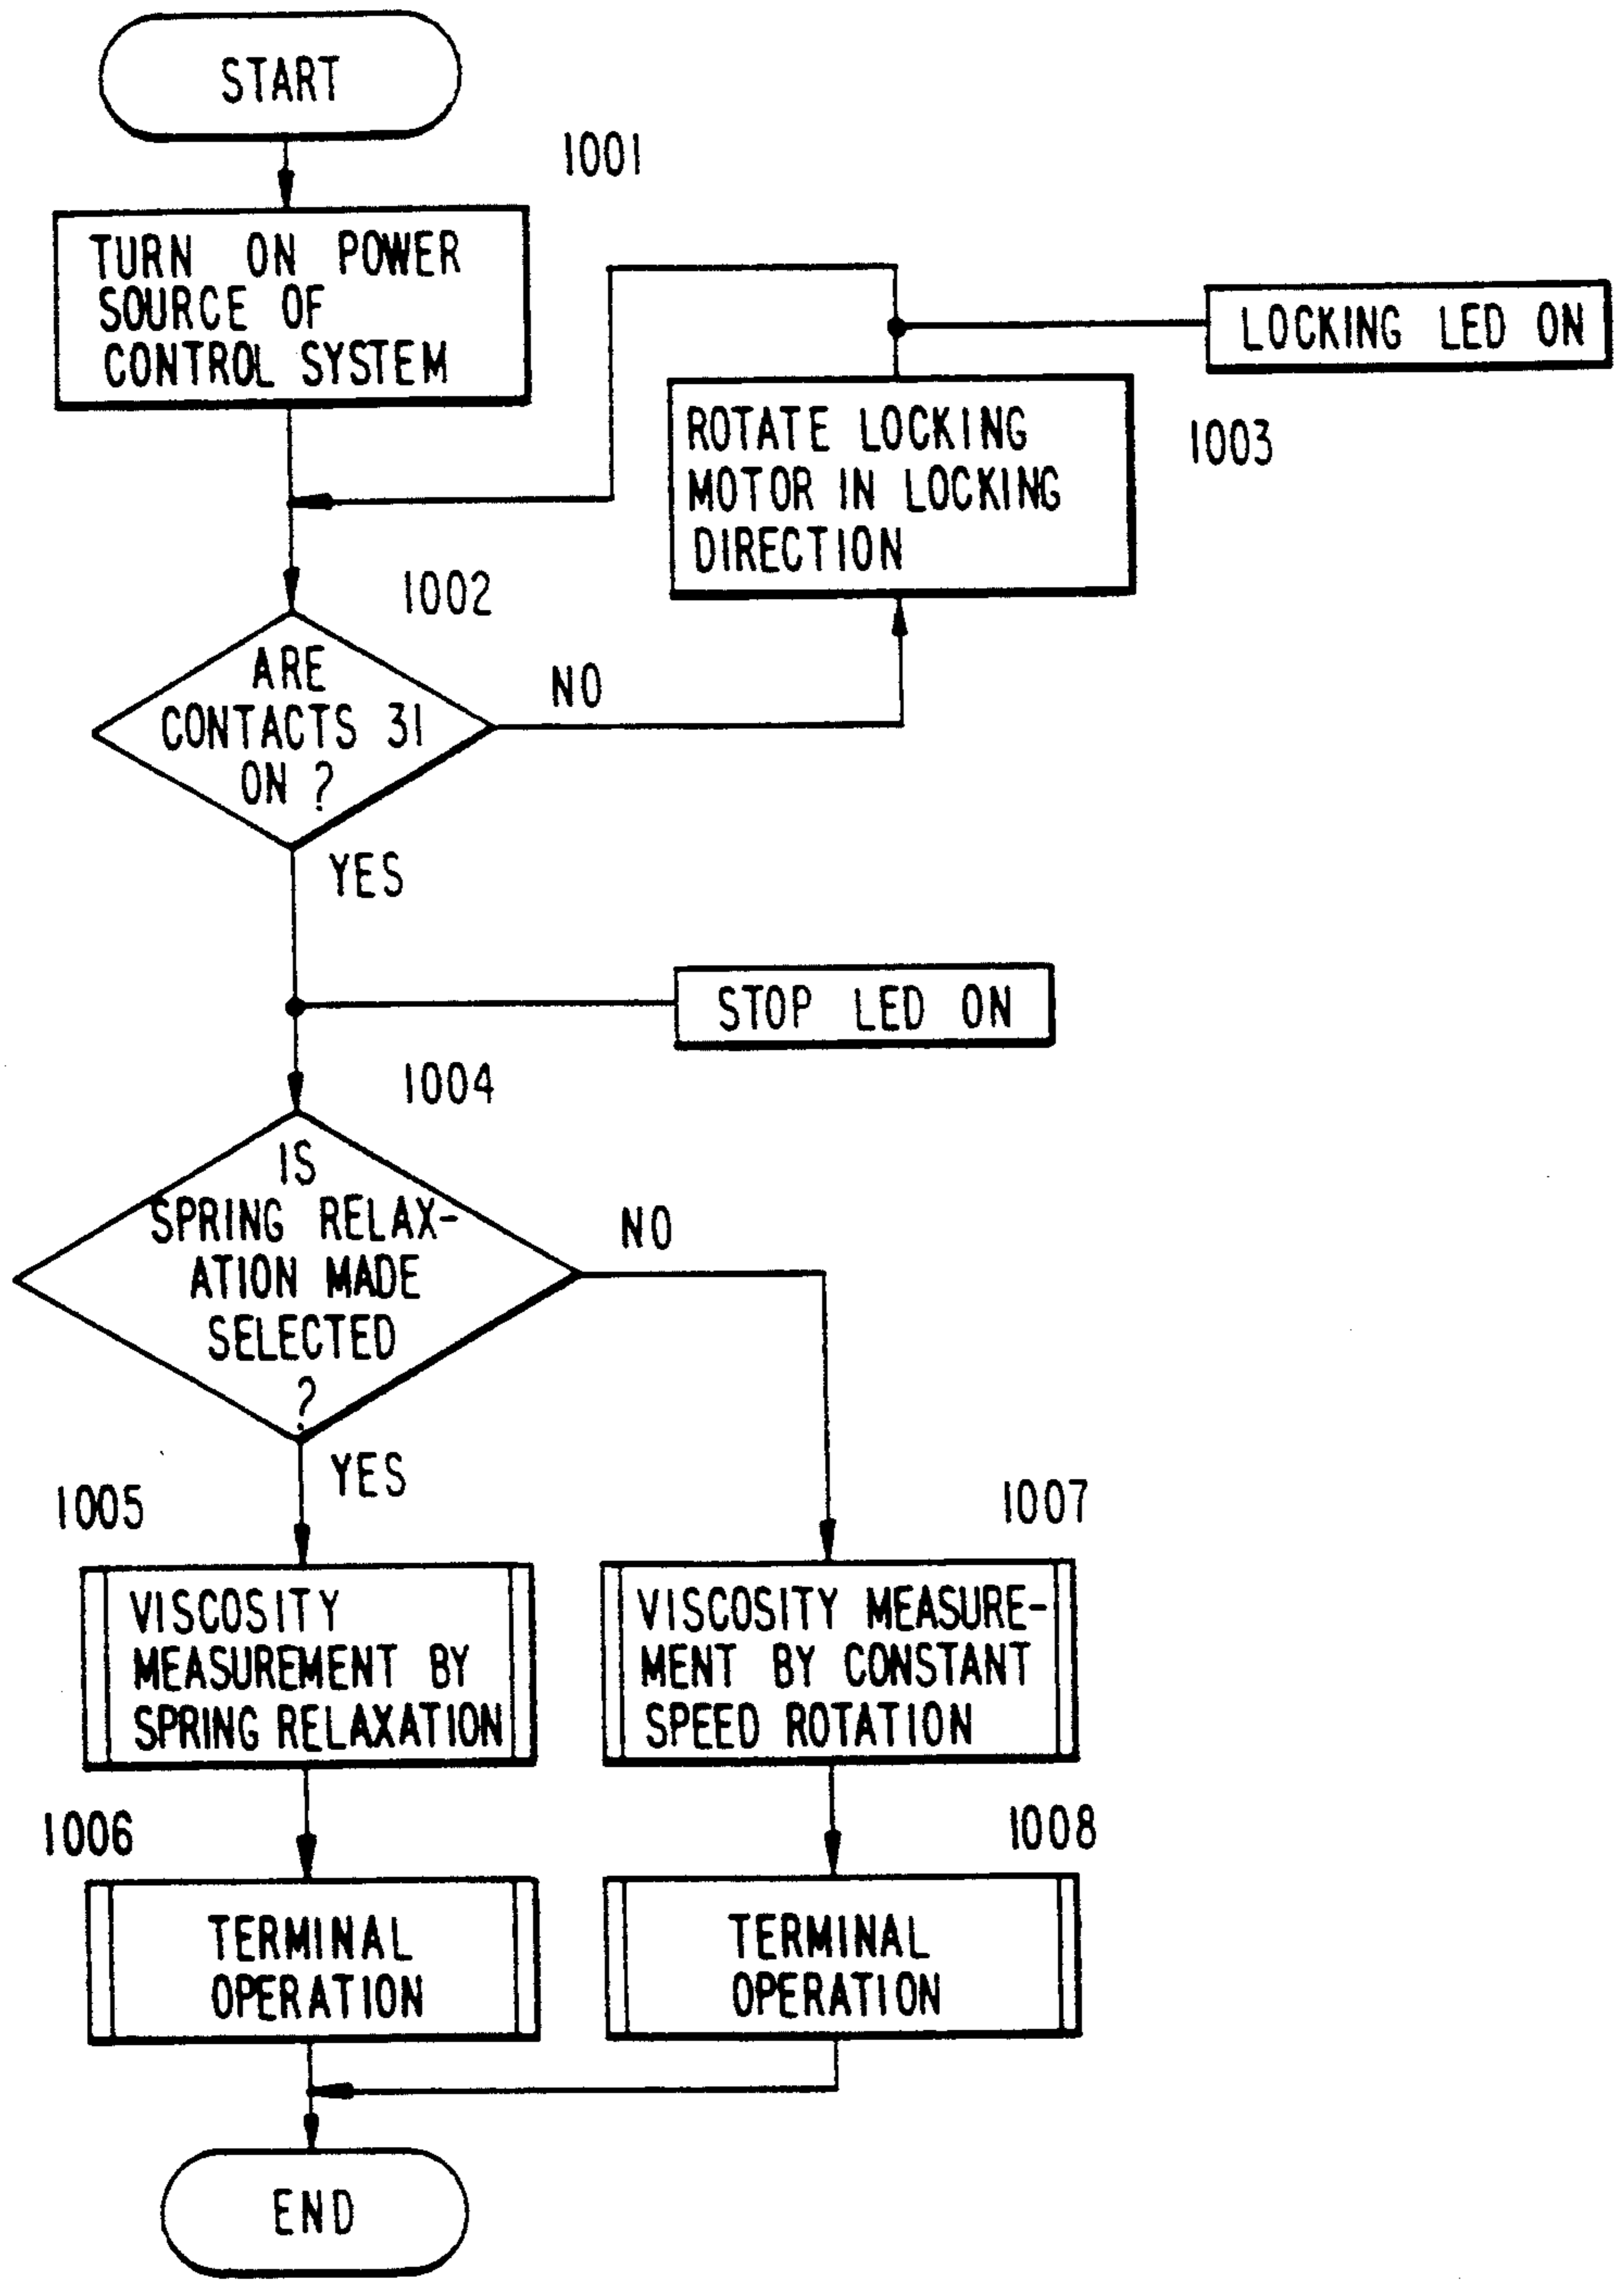 START
1001
TURN ON POWER
SOURCE OF
CONTROL SYSTEM
LOCKING LED ON
ROTATE LOCKING
MOTOR IN LOCKING
DIRECTION
1003
1002
ARE
CONTACTS 31
ON ?
NO
YES
STOP LED ON
1004
IS
SPRING RELAX-
ATION MADE
SELECTED
?
NO
YES
1005
VISCOSITY
MEASUREMENT BY
SPRING RELAXATION
1007
VISCOSITY MEASURE-
MENT BY CONSTANT
SPEED ROTATION
1006
TERMINAL
OPERATION
1008
TERMINAL
OPERATION
END